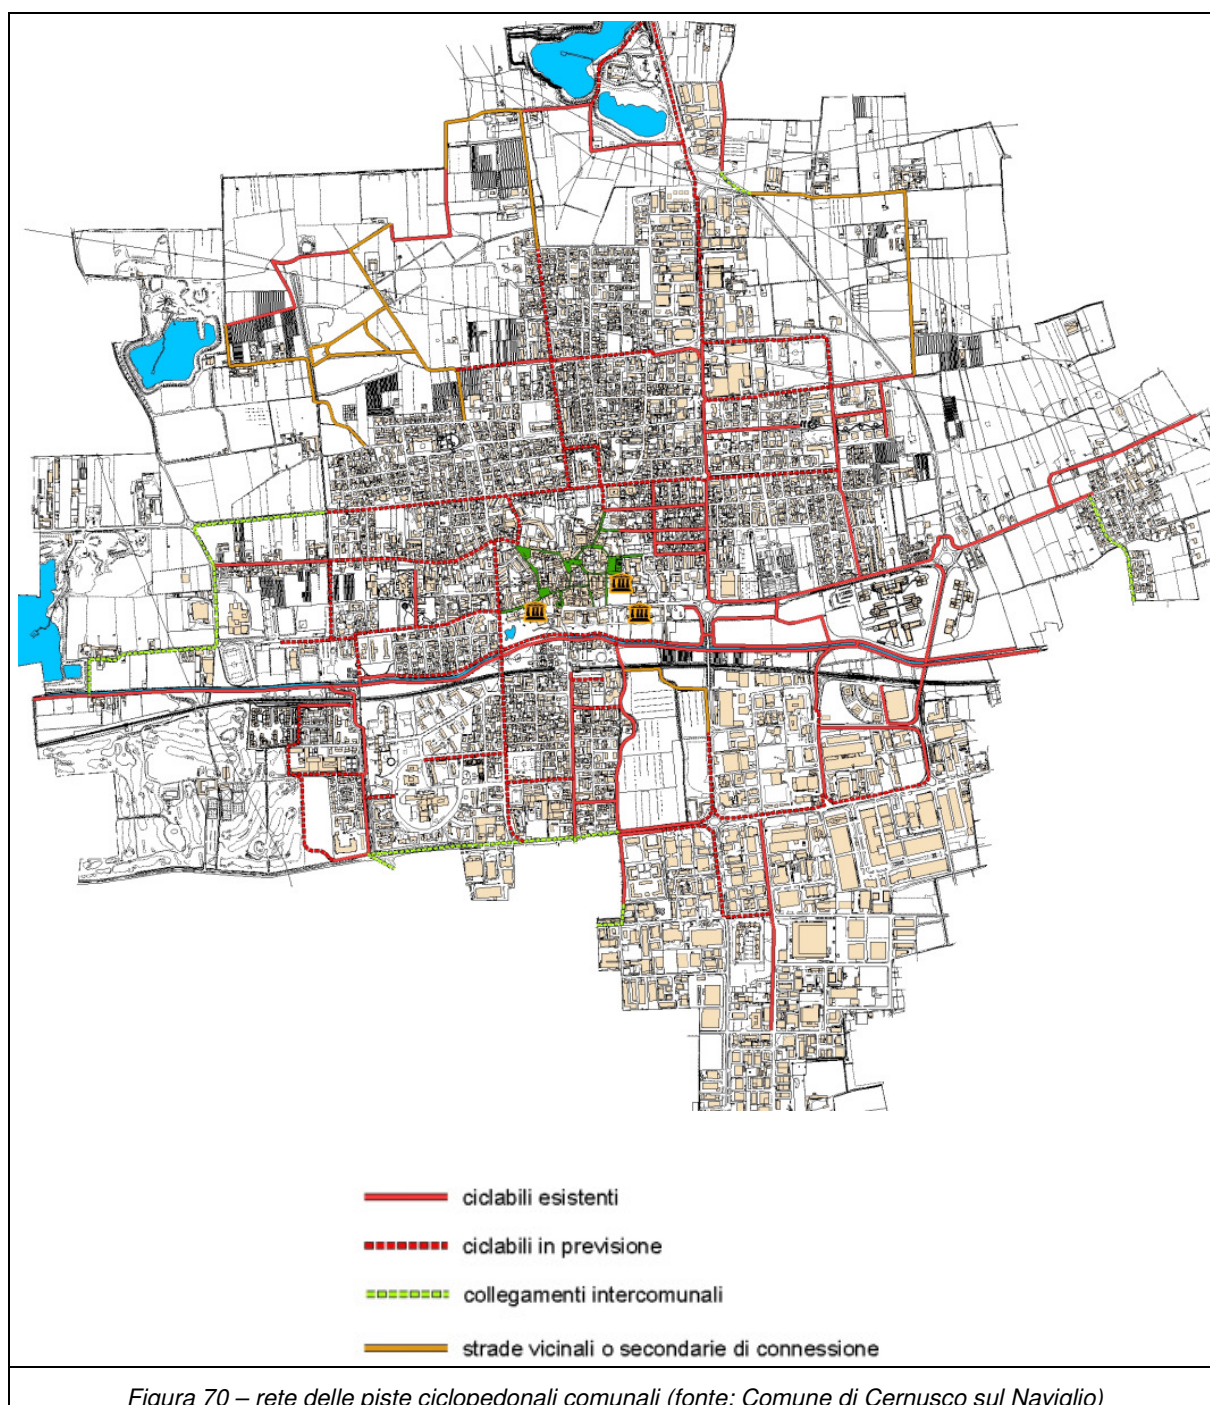 ciclabili esistenti
ciclabili in previsione
collegamenti intercomunali
strade vicinali o secondarie di connessione
Figura 70 – rete delle piste ciclopedonali comunali (fonte: Comune di Cernusco sul Naviglio)